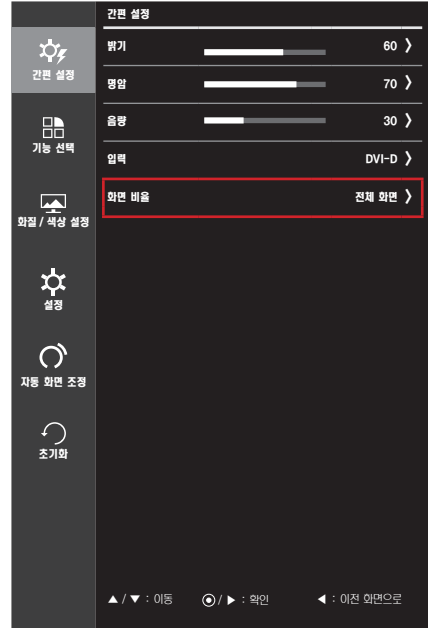 간편 설정
기능 선택
화질 / 색상 설정
설정
자동 화면 조정
초기화
간편 설정
밝기 60 ❯
명암 70 ❯
음량 30 ❯
입력 DVI-D ❯
화면 비율 전체 화면 ❯
▲ / ▼ : 이동 ⦿ / ▶ : 확인 ◀ : 이전 화면으로